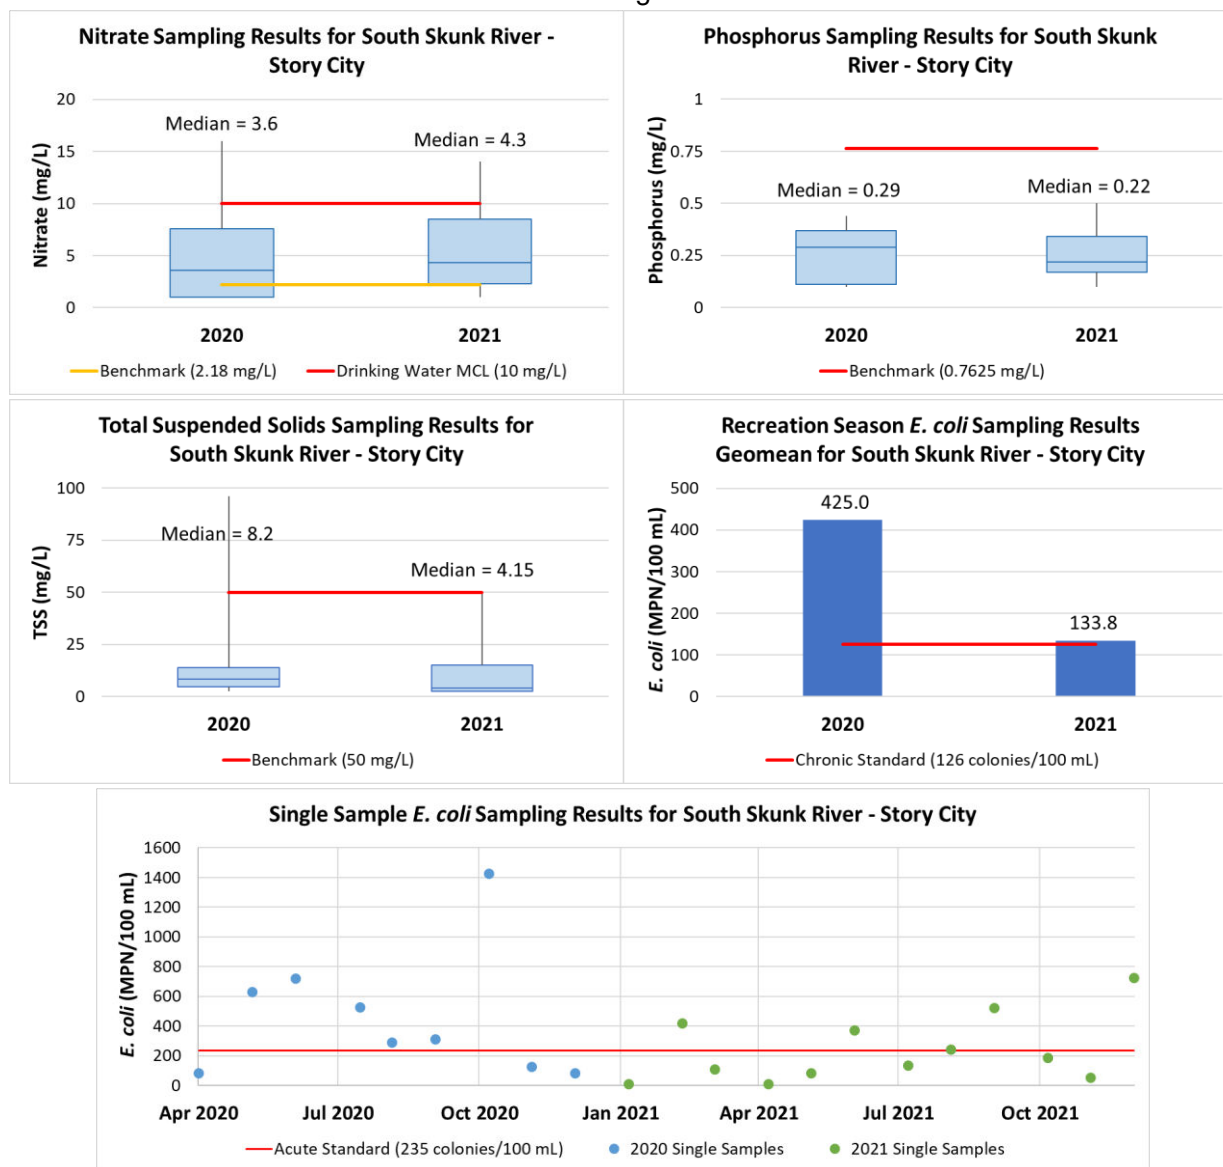 Nitrate Sampling Results for South Skunk River -
Story City
20
15
10
5
0
Nitrate (mg/L)
Median = 3.6
Median = 4.3
2020
2021
Benchmark (2.18 mg/L)
Drinking Water MCL (10 mg/L)
Phosphorus Sampling Results for South Skunk
River - Story City
1
0.75
0.5
0.25
0
Phosphorus (mg/L)
Median = 0.29
Median = 0.22
2020
2021
Benchmark (0.7625 mg/L)
Total Suspended Solids Sampling Results for
South Skunk River - Story City
100
75
50
25
0
TSS (mg/L)
Median = 8.2
Median = 4.15
2020
2021
Benchmark (50 mg/L)
Recreation Season E. coli Sampling Results
Geomean for South Skunk River - Story City
500
400
300
200
100
0
E. coli (MPN/100 mL)
425.0
133.8
2020
2021
Chronic Standard (126 colonies/100 mL)
Single Sample E. coli Sampling Results for South Skunk River - Story City
1600
1400
1200
1000
800
600
400
200
0
E. coli (MPN/100 mL)
Apr 2020
Jul 2020
Oct 2020
Jan 2021
Apr 2021
Jul 2021
Oct 2021
Acute Standard (235 colonies/100 mL)
2020 Single Samples
2021 Single Samples